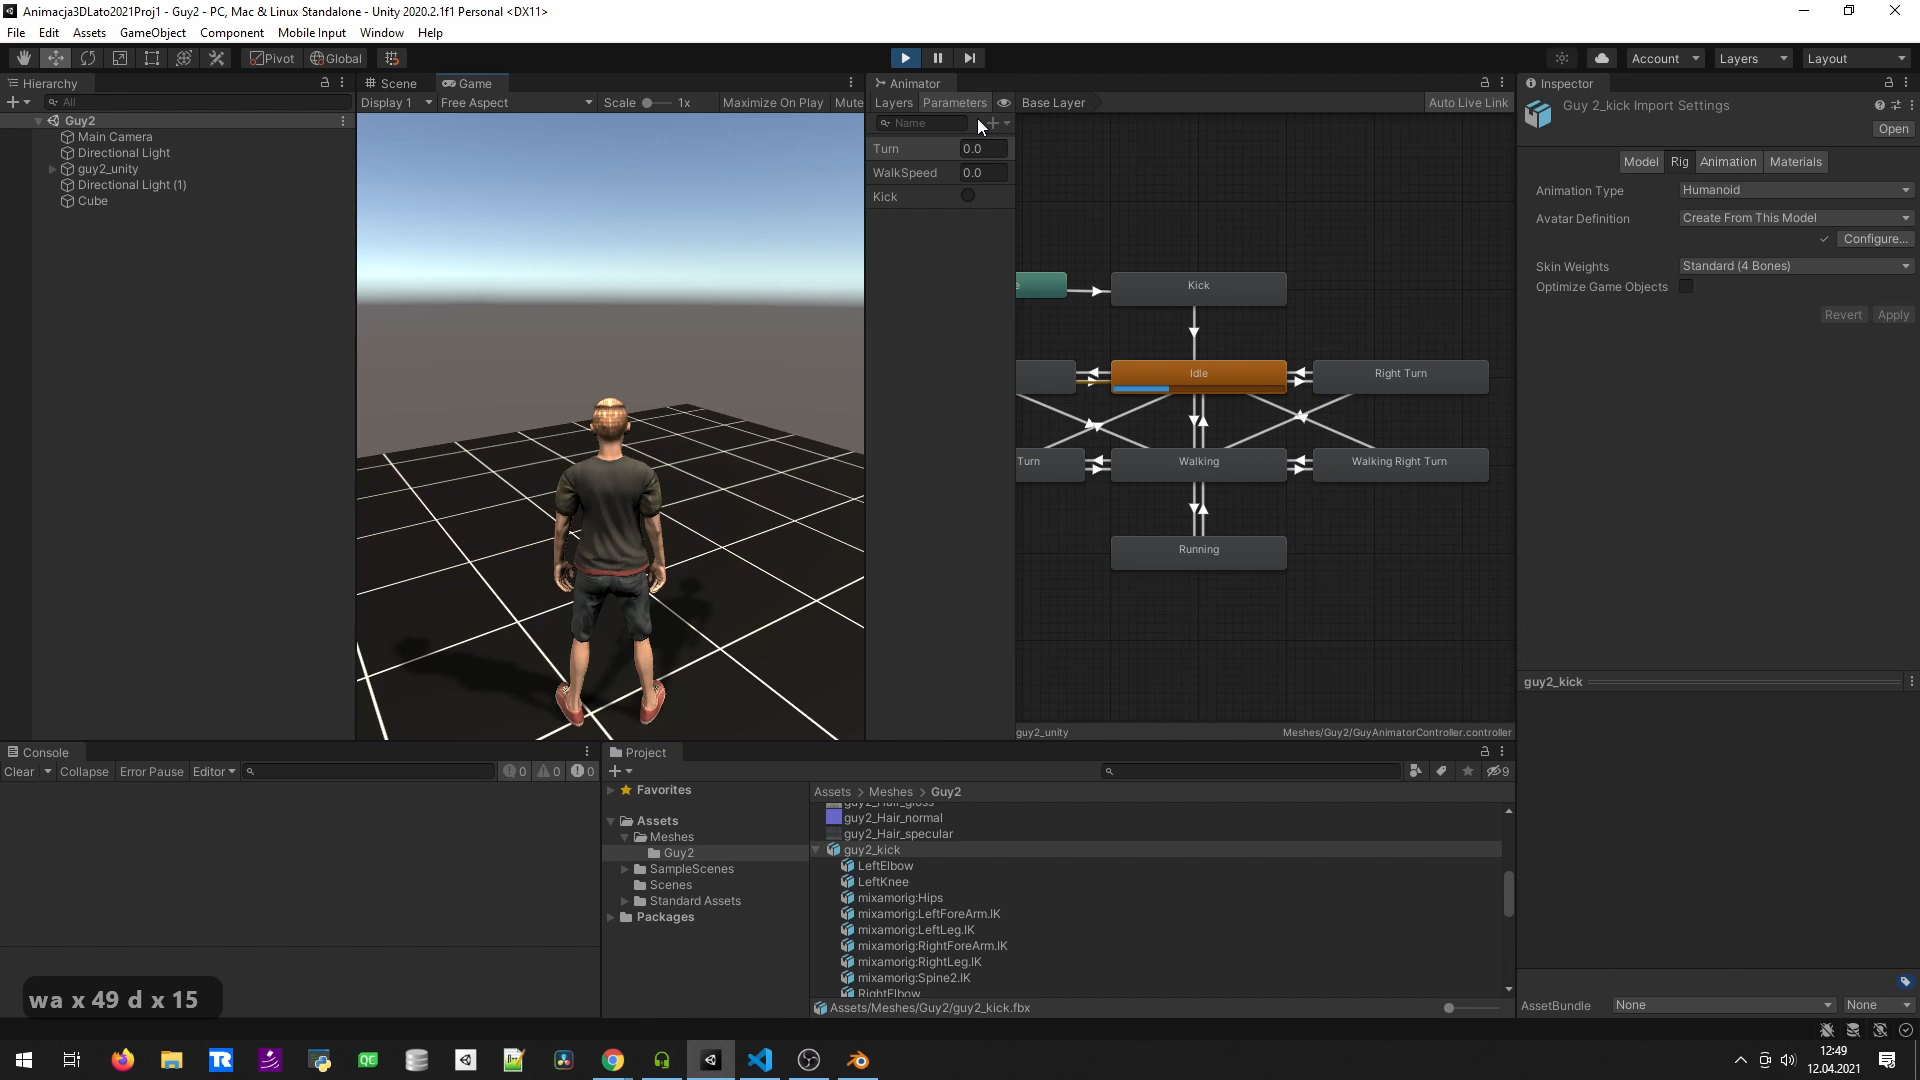 Animacja3DLato2021Proj1 - Guy2 - PC, Mac & Linux Standalone - Unity 2020.2.1f1 Personal <DX11>
File Edit Assets GameObject Component Mobile Input Window Help
Pivot Global Account Layers Layout
Hierarchy
All
Guy2
Main Camera
Directional Light
guy2_unity
Directional Light (1)
Cube
Scene Game
Display 1 Free Aspect Scale 1x Maximize On Play Mute
Animator
Layers Parameters Base Layer Auto Live Link
Name
Turn 0.0
WalkSpeed 0.0
Kick
Kick
Idle
Right Turn
Turn
Walking
Walking Right Turn
Running
guy2_unity Meshes/Guy2/GuyAnimatorController.controller
Inspector
Guy 2_kick Import Settings
Open
Model Rig Animation Materials
Animation Type Humanoid
Avatar Definition Create From This Model
Configure...
Skin Weights Standard (4 Bones)
Optimize Game Objects
Revert Apply
guy2_kick
AssetBundle None None
Console
Clear Collapse Error Pause Editor 0 0 0
Project
9
Favorites
Assets
Meshes
Guy2
SampleScenes
Scenes
Standard Assets
Packages
Assets > Meshes > Guy2
guy2_Hair_gloss
guy2_Hair_normal
guy2_Hair_specular
guy2_kick
LeftElbow
LeftKnee
mixamorig:Hips
mixamorig:LeftForeArm.IK
mixamorig:LeftLeg.IK
mixamorig:RightForeArm.IK
mixamorig:RightLeg.IK
mixamorig:Spine2.IK
RightElbow
Assets/Meshes/Guy2/guy2_kick.fbx
wa x 49 d x 15
TR
QC
12:49
12.04.2021